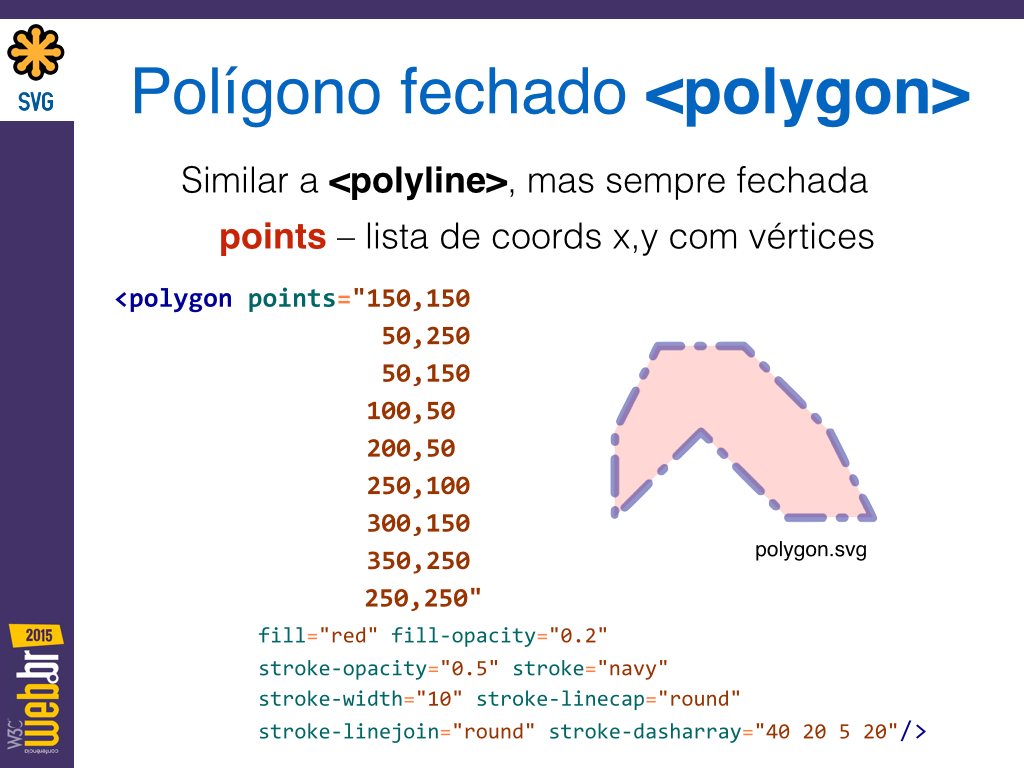 SVG
Polígono fechado <polygon>
Similar a <polyline>, mas sempre fechada
points – lista de coords x,y com vértices
<polygon points="150,150
50,250
50,150
100,50
200,50
250,100
300,150
350,250
250,250"
polygon.svg
fill="red" fill-opacity="0.2"
stroke-opacity="0.5" stroke="navy"
stroke-width="10" stroke-linecap="round"
stroke-linejoin="round" stroke-dasharray="40 20 5 20"/>
2015
W3C
conferência
web.br